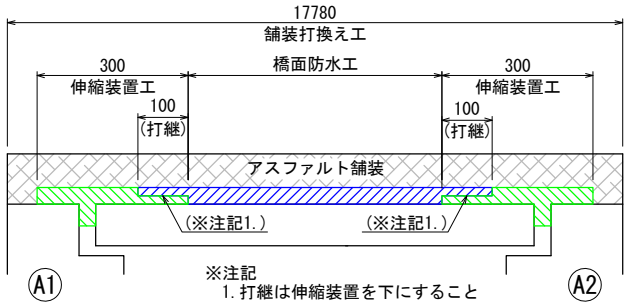 17780
舗装打換え工
300
橋面防水工
300
伸縮装置工
伸縮装置工
100
(打継)
100
(打継)
アスファルト舗装
(※注記1.)
(※注記1.)
A1
※注記
1. 打継は伸縮装置を下にすること
A2